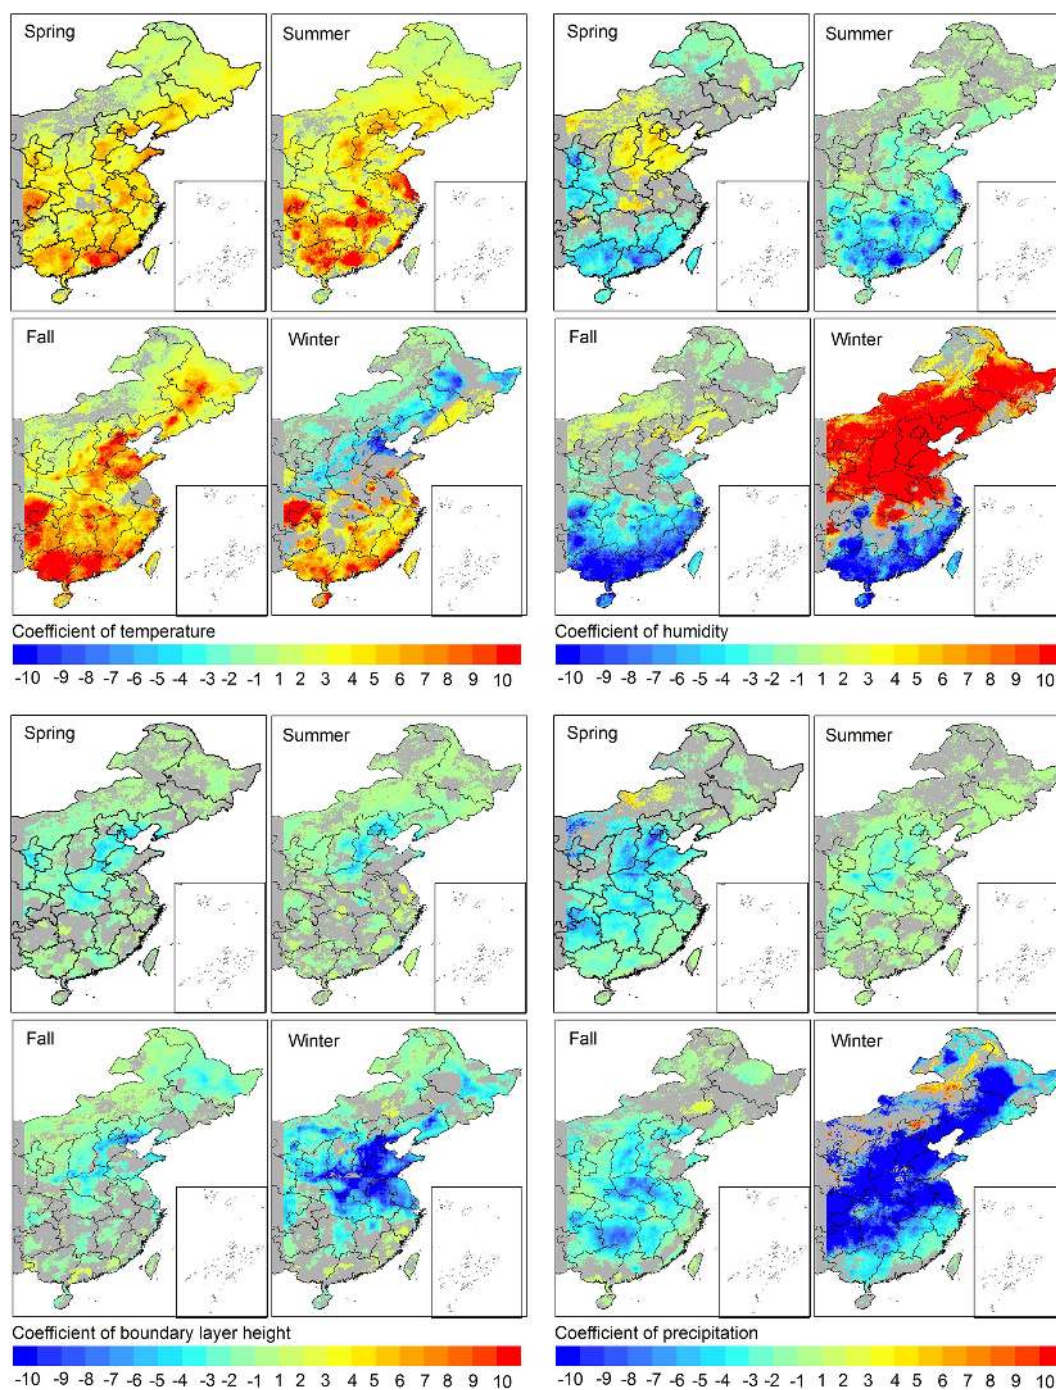 Spring
Summer
Spring
Summer
Fall
Winter
Fall
Winter
Coefficient of temperature
Coefficient of humidity
-10 -9 -8 -7 -5 -4 -3 -2 -1 1 2 3 4 5 6 7 8 9 10
-10 -9 -8 -7 -5 -4 -3 -2 -1 1 2 3 4 5 6 7 8 9 10
Spring
Summer
Spring
Summer
Fall
Winter
Fall
Winter
Coefficient of boundary layer height
Coefficient of precipitation
-10 -9 -8 -7 -5 -4 -3 -2 -1 1 2 3 4 5 6 7 8 9 10
-10 -9 -8 -7 -5 -4 -3 -2 -1 1 2 3 4 5 6 7 8 9 10